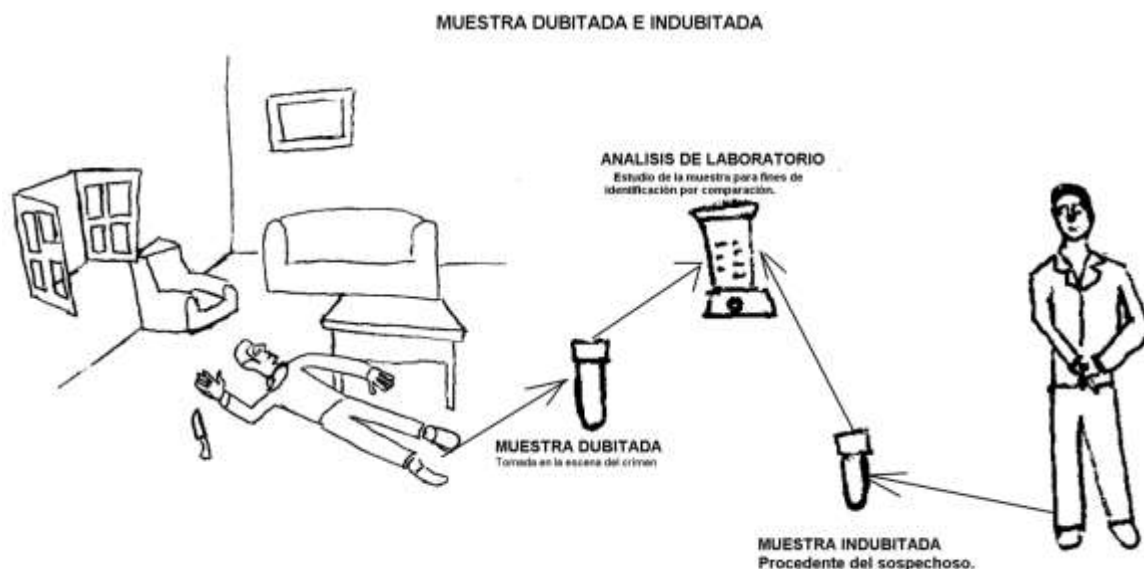 MUESTRA DUBITADA E INDUBITADA
ANALISIS DE LABORATORIO
Estudio de la muestra para fines de
identificación por comparación.
MUESTRA DUBITADA
Tomada en la escena del crimen
MUESTRA INDUBITADA
Procedente del sospechoso.